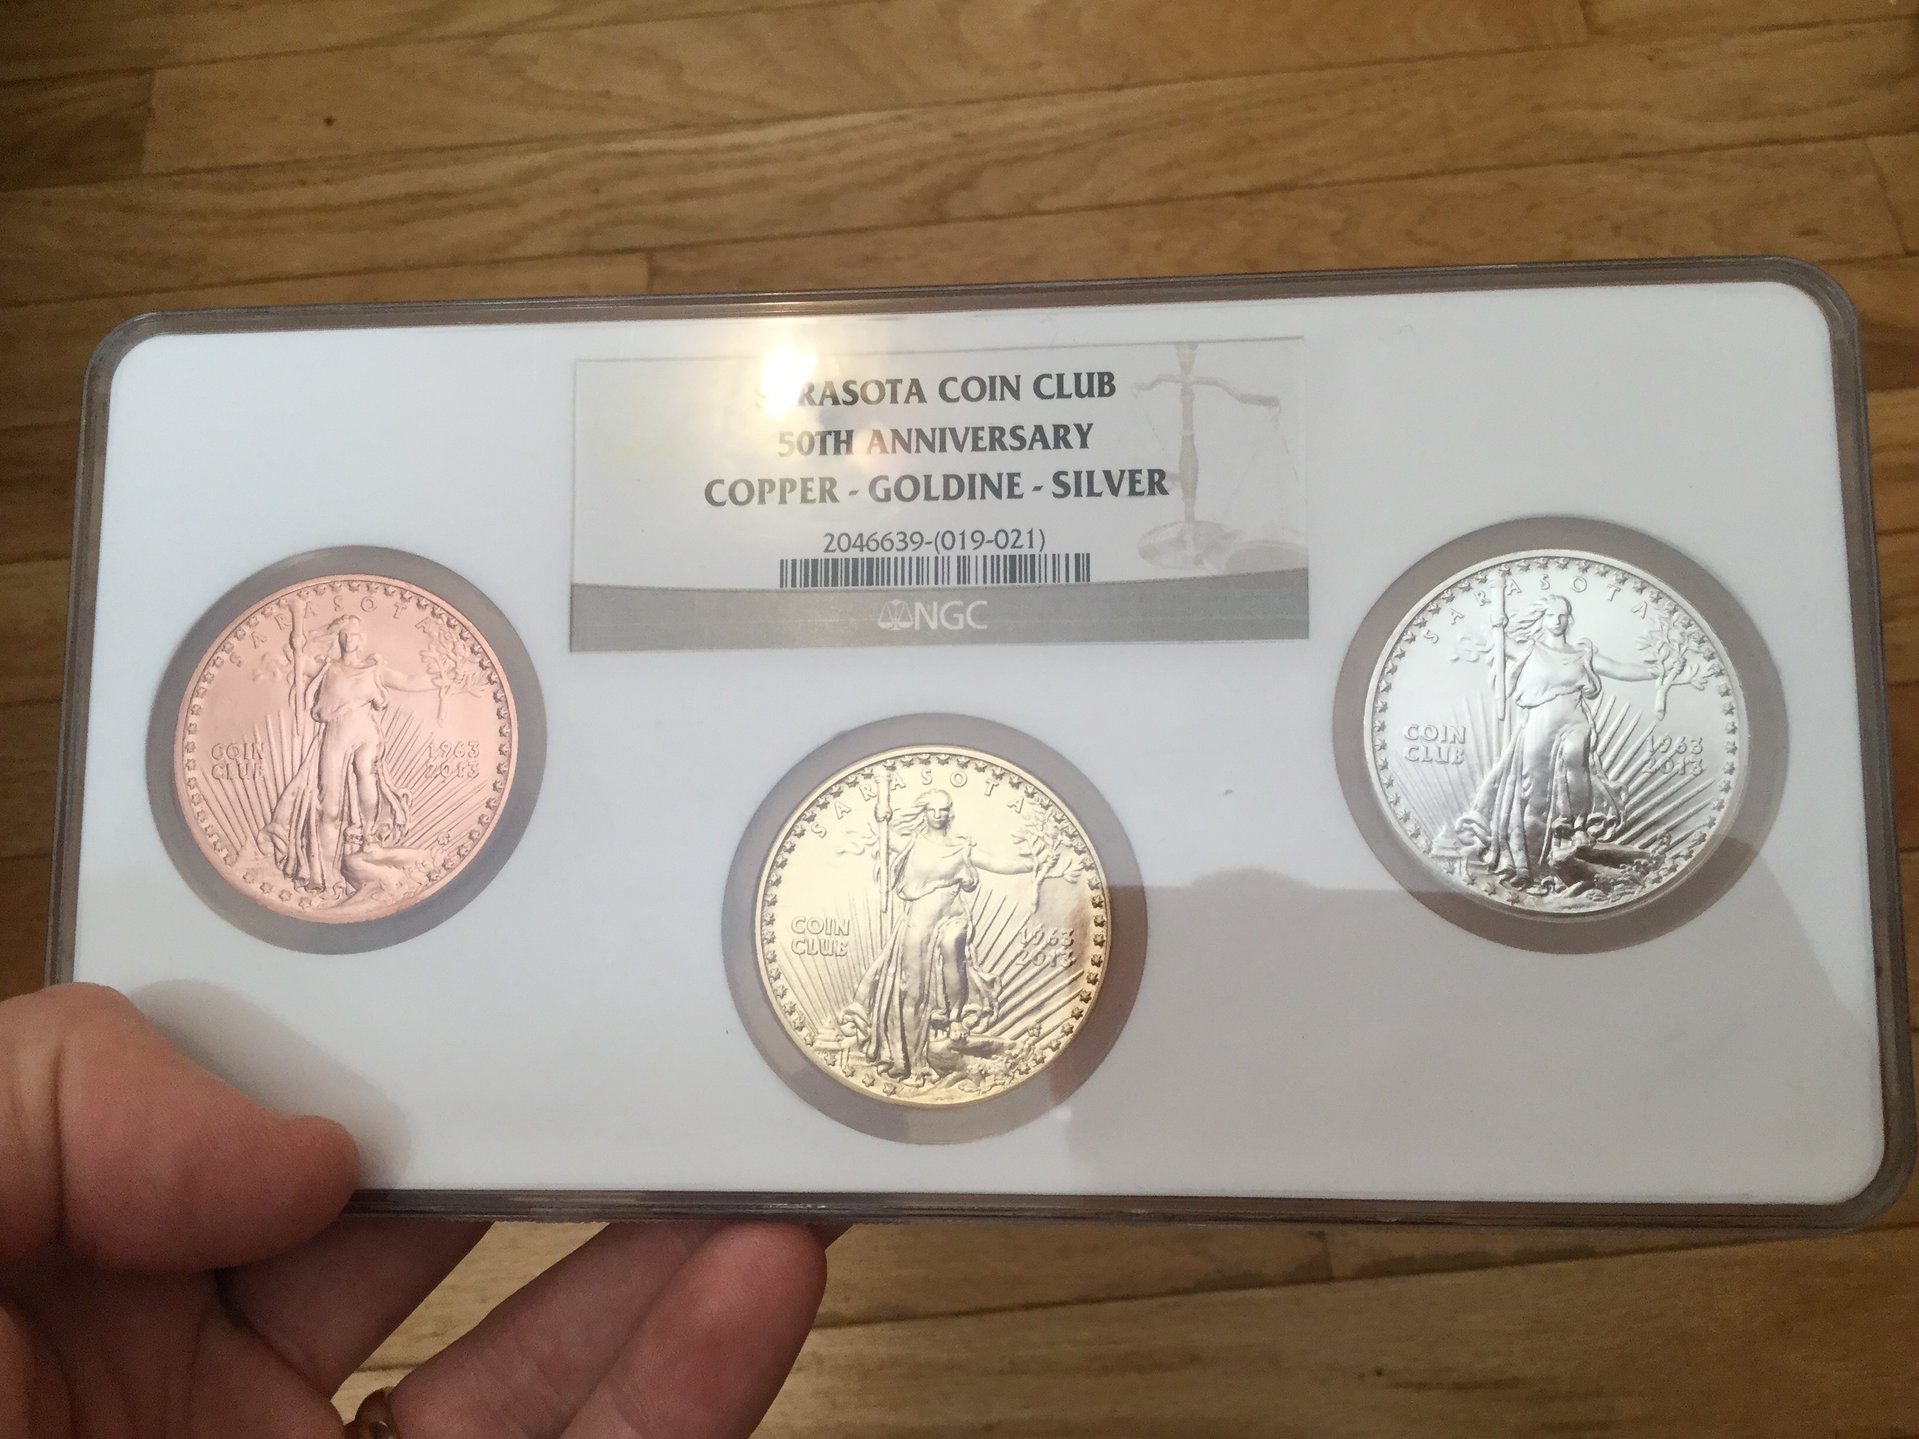 SARASOTA COIN CLUB
50TH ANNIVERSARY
COPPER - GOLDINE - SILVER
2046639-(019-021)
NGC
SARASOTA
COIN
CLUB
1963
2013
SARASOTA
COIN
CLUB
1963
2013
SARASOTA
COIN
CLUB
1963
2013